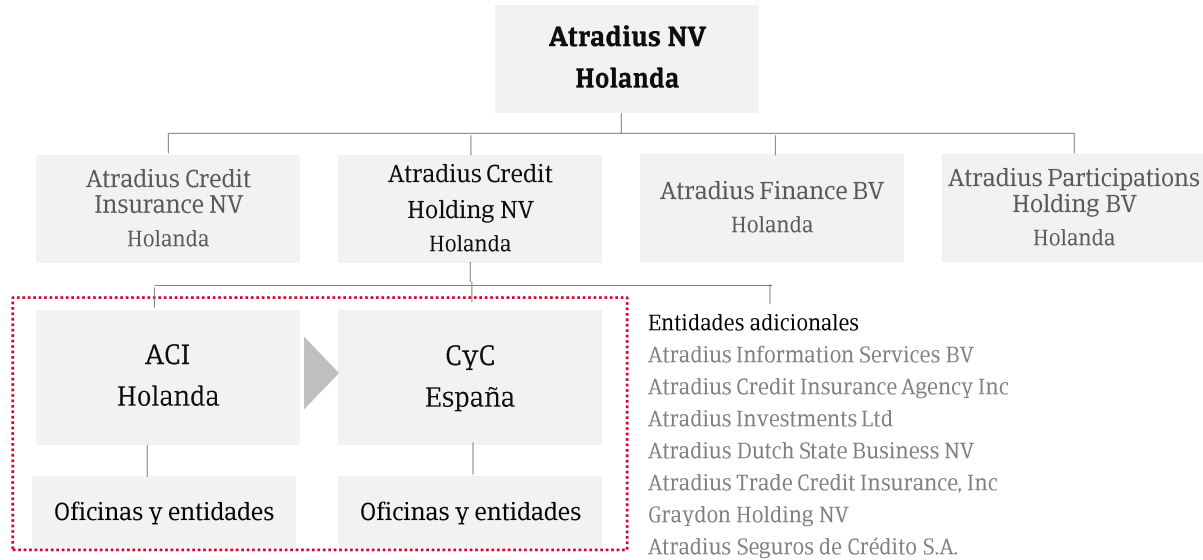 Atradius NV
Holanda
Atradius Credit
Insurance NV
Holanda
Atradius Credit
Holding NV
Holanda
Atradius Finance BV
Holanda
Atradius Participations
Holding BV
Holanda
ACI
Holanda
CyC
España
Oficinas y entidades
Oficinas y entidades
Entidades adicionales
Atradius Information Services BV
Atradius Credit Insurance Agency Inc
Atradius Investments Ltd
Atradius Dutch State Business NV
Atradius Trade Credit Insurance, Inc
Graydon Holding NV
Atradius Seguros de Crédito S.A.